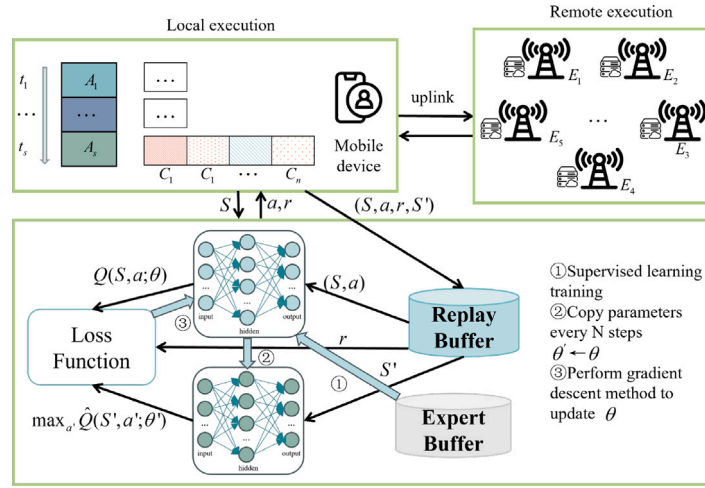 Local execution
Remote execution
t₁
...
tₛ
A₁
...
Aₛ
...
...
C₁
C₁
...
Cₙ
Mobile
device
uplink
E₁
E₂
E₅
...
E₃
E₄
S
a,r
(S,a,r,S')
Q(S,a;θ)
Loss
Function
maxₐ' Q̂(S',a';θ')
...
...
...
input
hidden
output
③
②
①
...
...
...
input
hidden
output
(S,a)
r
S'
Replay
Buffer
Expert
Buffer
①Supervised learning
training
②Copy parameters
every N steps
θ' ← θ
③Perform gradient
descent method to
update θ